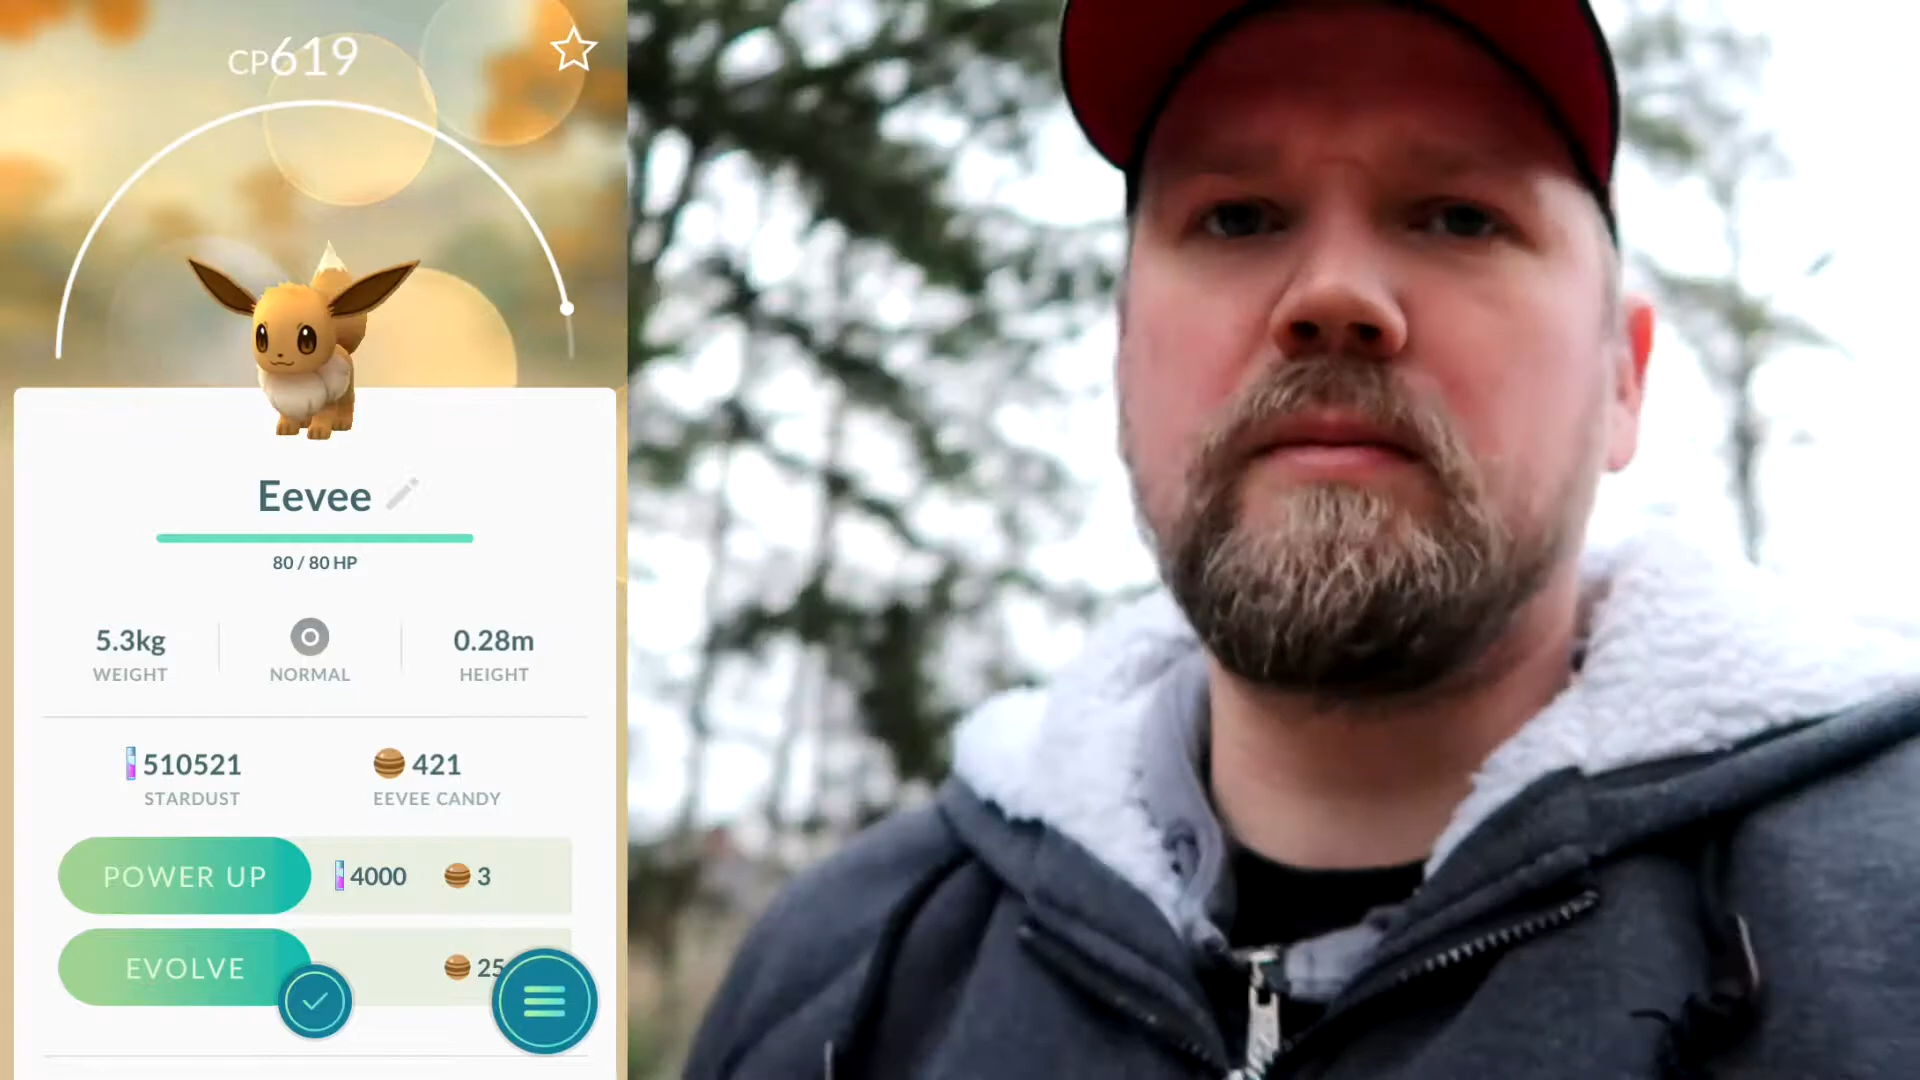 CP619
Eevee
80 / 80 HP
5.3kg NORMAL 0.28m
WEIGHT HEIGHT
510521 421
STARDUST EEVEE CANDY
POWER UP 4000 3
EVOLVE 25